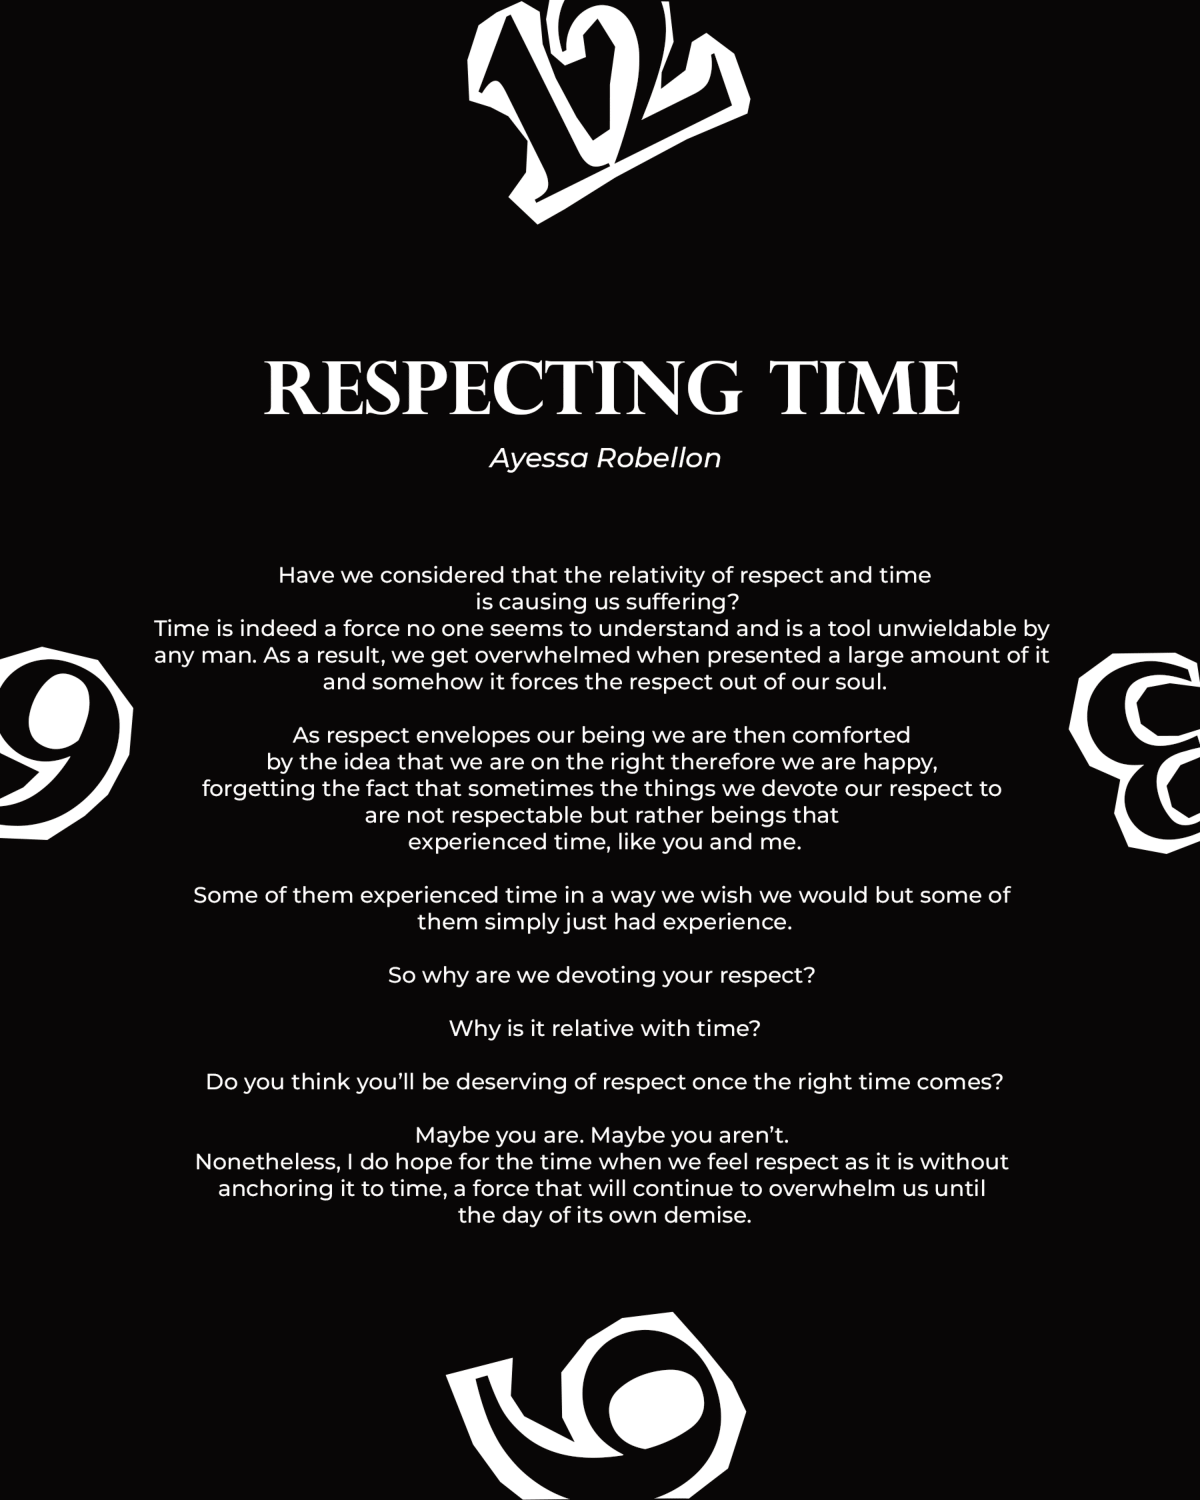 12
RESPECTING TIME
Ayessa Robellon
Have we considered that the relativity of respect and time
is causing us suffering?
Time is indeed a force no one seems to understand and is a tool unwieldable by
any man. As a result, we get overwhelmed when presented a large amount of it
and somehow it forces the respect out of our soul.
9
3
As respect envelopes our being we are then comforted
by the idea that we are on the right therefore we are happy,
forgetting the fact that sometimes the things we devote our respect to
are not respectable but rather beings that
experienced time, like you and me.
Some of them experienced time in a way we wish we would but some of
them simply just had experience.
So why are we devoting your respect?
Why is it relative with time?
Do you think you’ll be deserving of respect once the right time comes?
Maybe you are. Maybe you aren’t.
Nonetheless, I do hope for the time when we feel respect as it is without
anchoring it to time, a force that will continue to overwhelm us until
the day of its own demise.
6